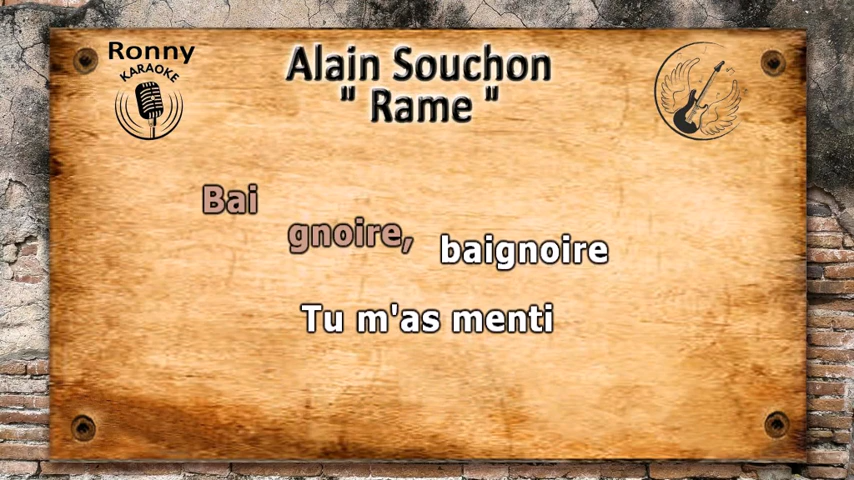 Ronny
KARAOKE
Alain Souchon
" Rame "
Bai
gnoire,
baignoire
Tu m'as menti